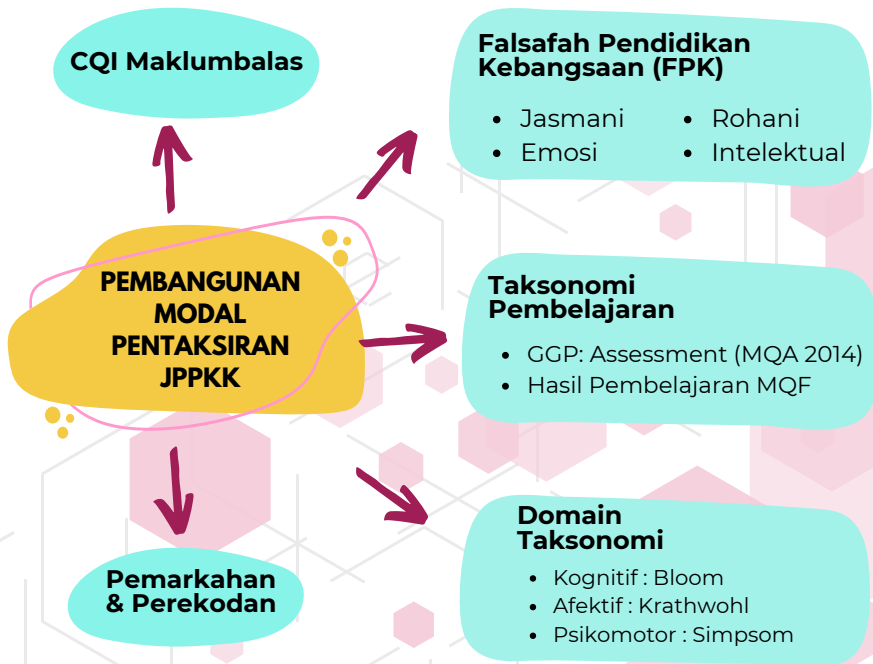 CQI Maklumbalas
Falsafah Pendidikan
Kebangsaan (FPK)
• Jasmani
• Emosi
• Rohani
• Intelektual
PEMBANGUNAN
MODAL
PENTAKSIRAN
JPPKK
Taksonomi
Pembelajaran
• GGP: Assessment (MQA 2014)
• Hasil Pembelajaran MQF
Pemarkahan
& Perekodan
Domain
Taksonomi
• Kognitif : Bloom
• Afektif : Krathwohl
• Psikomotor : Simpsom